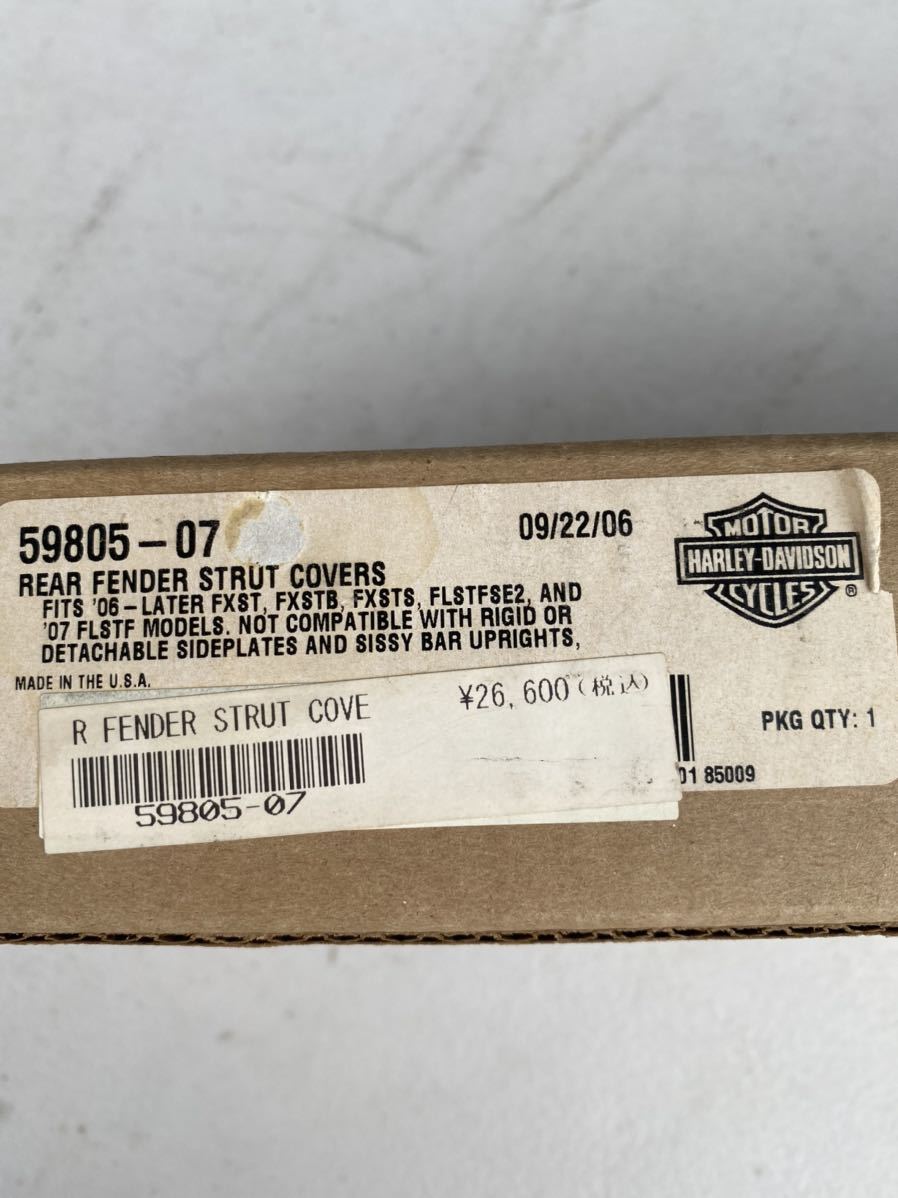 59805-07
09/22/06
MOTOR
HARLEY-DAVIDSON
CYCLES
®
REAR FENDER STRUT COVERS
FITS '06-LATER FXST, FXSTB, FXSTS, FLSTFSE2, AND
'07 FLSTF MODELS. NOT COMPATIBLE WITH RIGID OR
DETACHABLE SIDEPLATES AND SISSY BAR UPRIGHTS,
MADE IN THE U.S.A.
R FENDER STRUT COVE
¥26,600(税込)
59805-07
PKG QTY: 1
01 85009